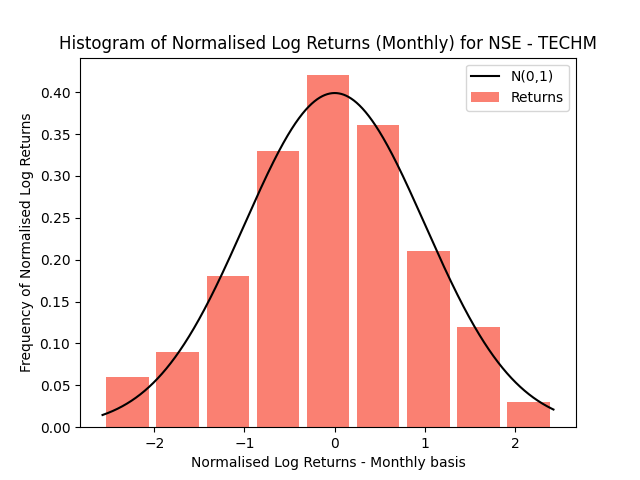 Histogram of Normalised Log Returns (Monthly) for NSE - TECHM
N(0,1)
Returns
Frequency of Normalised Log Returns
0.40
0.35
0.30
0.25
0.20
0.15
0.10
0.05
0.00
−2
−1
0
1
2
Normalised Log Returns - Monthly basis